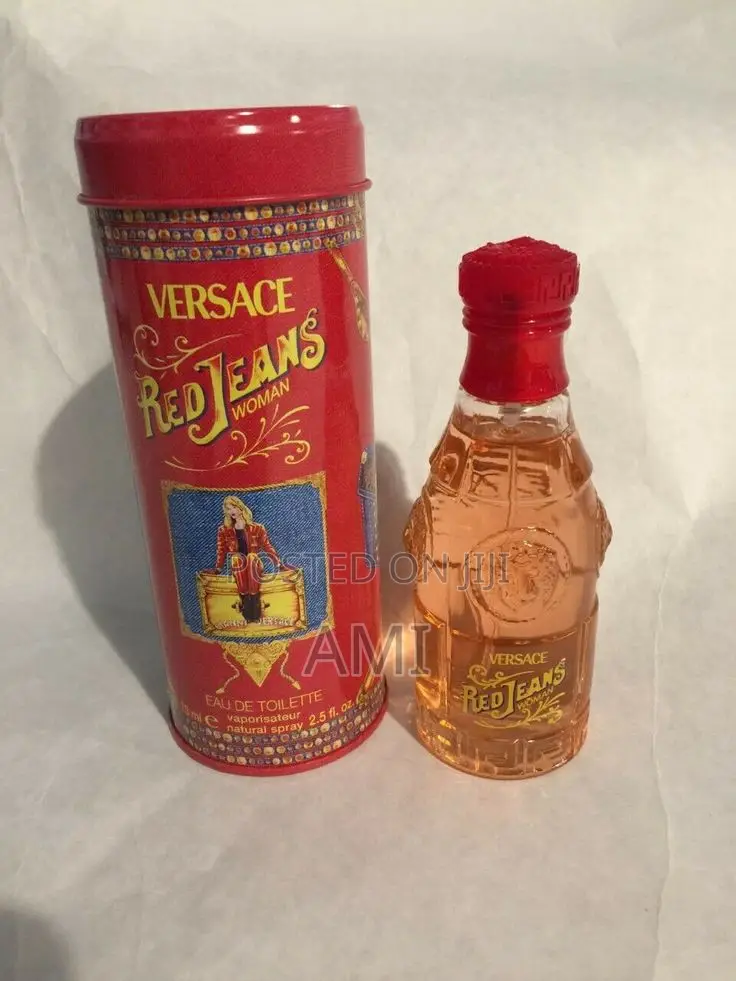 VERSACE
RED JEANS
WOMAN
EAU DE TOILETTE
ml e vaporisateur
natural spray 2.5 fl. oz.
VERSACE
RED JEANS
WOMAN
POSTED ON JIJI
AMI